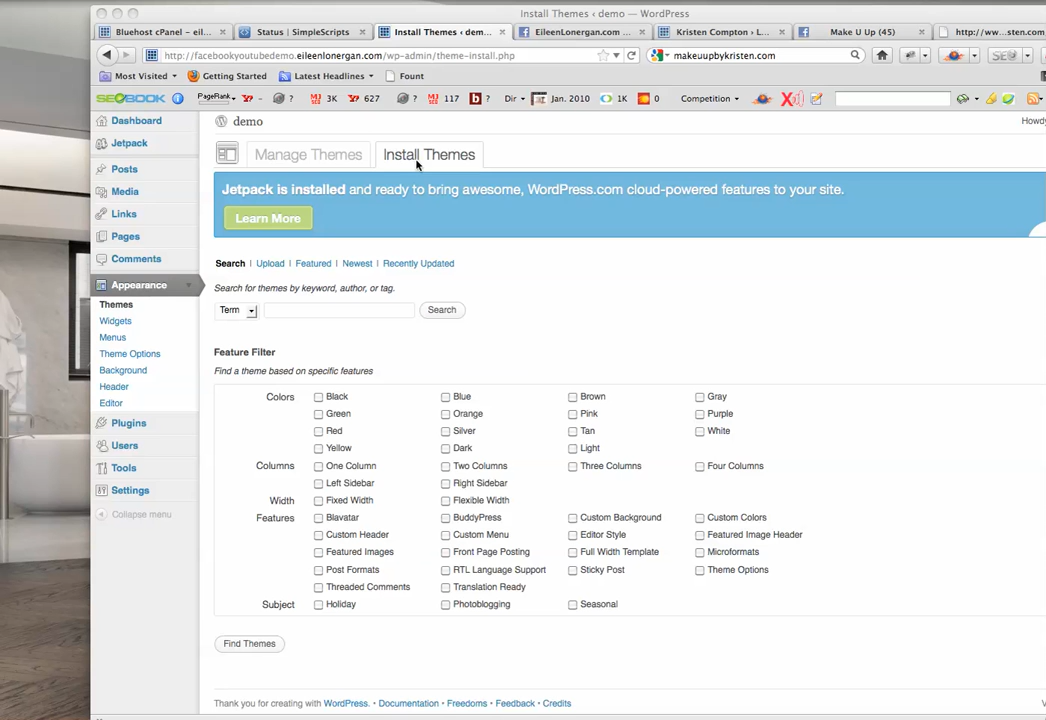 Install Themes ‹ demo — WordPress
Bluehost cPanel - eil...
Status | SimpleScripts
Install Themes ‹ demo...
EileenLonergan.com ...
Kristen Compton ‹ L...
Make U Up (45)
http://ww...sten.com
http://facebookyoutubedemo.eileenlonergan.com/wp-admin/theme-install.php
makeuupbykristen.com
SEO
Most Visited
Getting Started
Latest Headlines
Fount
SEOBOOK
PageRank
-
?
3K
627
?
117
?
Dir
Jan. 2010
1K
0
Competition
Dashboard
Jetpack
Posts
Media
Links
Pages
Comments
Appearance
Themes
Widgets
Menus
Theme Options
Background
Header
Editor
Plugins
Users
Tools
Settings
Collapse menu
demo
Howdy
Manage Themes
Install Themes
Jetpack is installed and ready to bring awesome, WordPress.com cloud-powered features to your site.
Learn More
Search | Upload | Featured | Newest | Recently Updated
Search for themes by keyword, author, or tag.
Term
Search
Feature Filter
Find a theme based on specific features
Colors Black Blue Brown Gray
Green Orange Pink Purple
Red Silver Tan White
Yellow Dark Light
Columns One Column Two Columns Three Columns Four Columns
Left Sidebar Right Sidebar
Width Fixed Width Flexible Width
Features Blavatar BuddyPress Custom Background Custom Colors
Custom Header Custom Menu Editor Style Featured Image Header
Featured Images Front Page Posting Full Width Template Microformats
Post Formats RTL Language Support Sticky Post Theme Options
Threaded Comments Translation Ready
Subject Holiday Photoblogging Seasonal
Find Themes
Thank you for creating with WordPress. • Documentation • Freedoms • Feedback • Credits